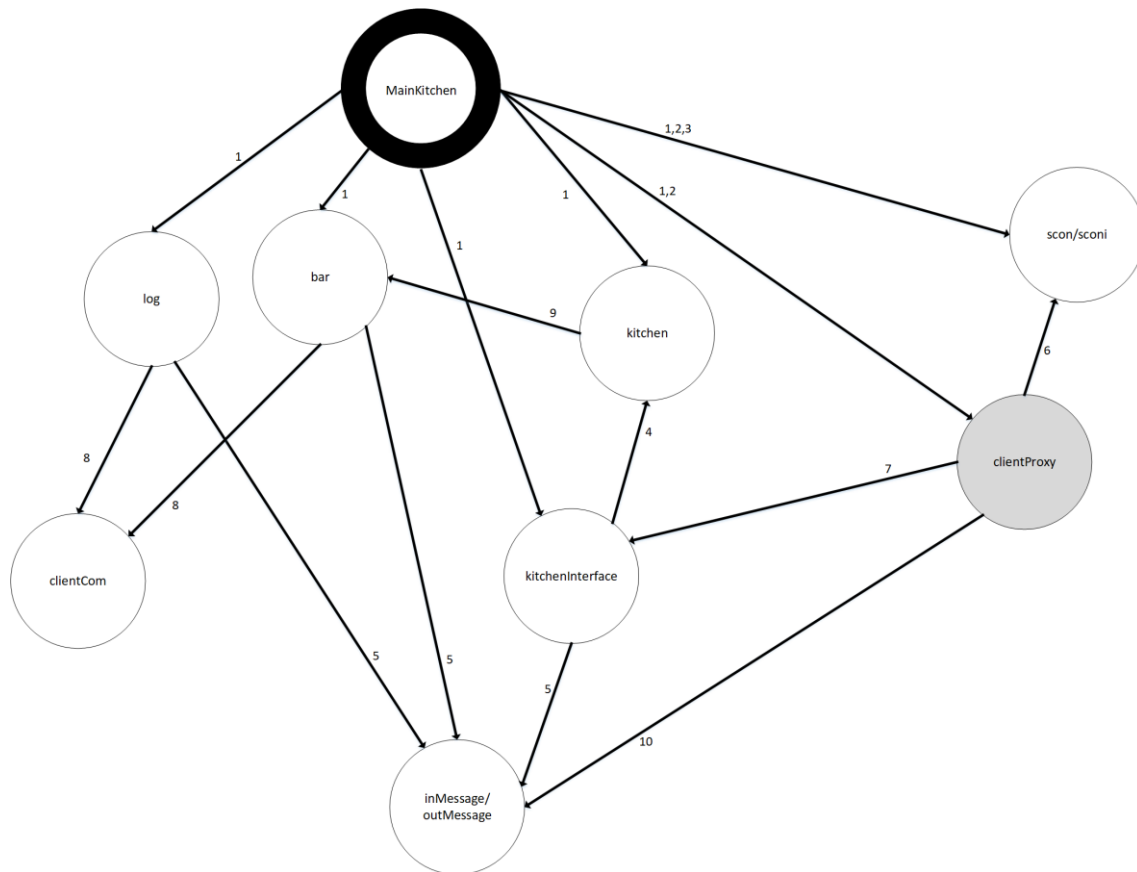 MainKitchen
1,2,3
1
1,2
1
1
1
scon/sconi
bar
log
9
kitchen
6
4
clientProxy
8
7
8
clientCom
kitchenInterface
5
5
5
10
inMessage/
outMessage